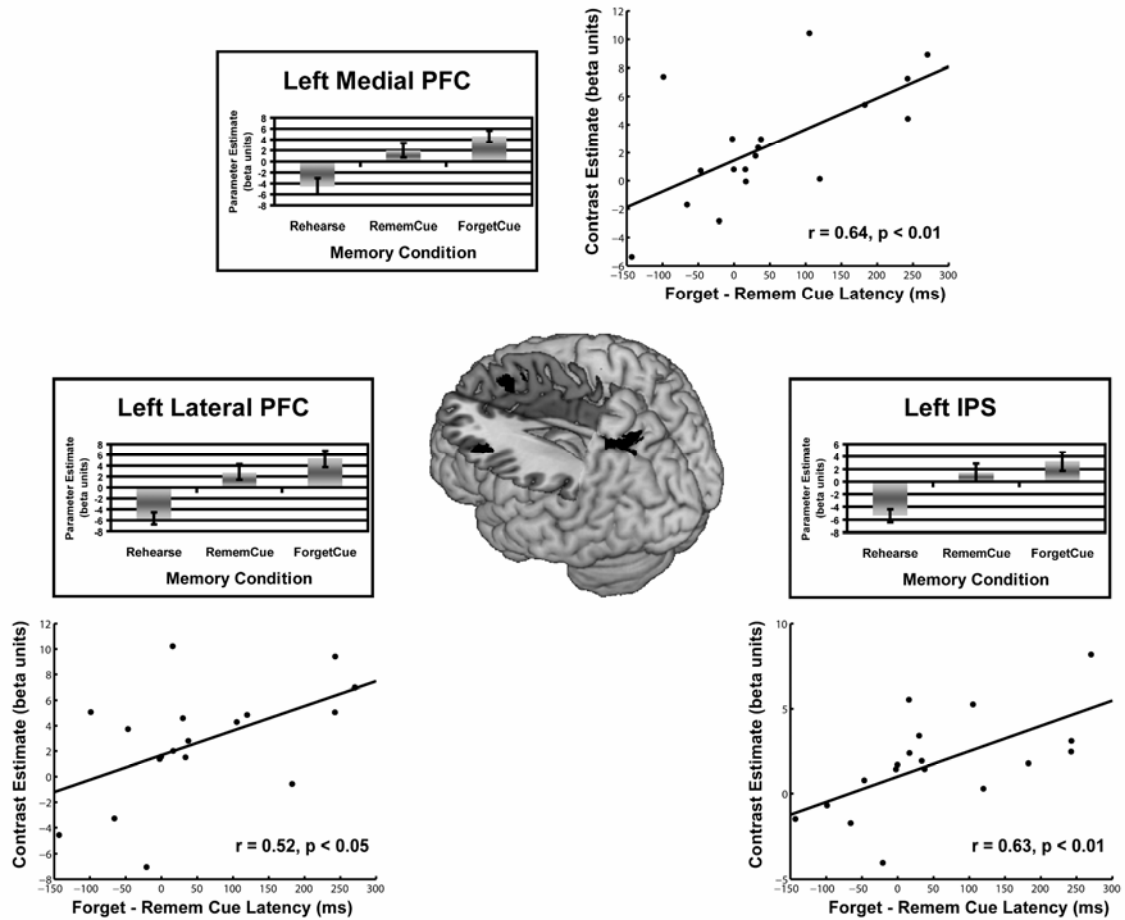 Left Medial PFC
Parameter Estimate
(beta units)
8
6
4
2
0
-2
-4
-6
-8
Rehearse RememCue ForgetCue
Memory Condition
Contrast Estimate (beta units)
12
10
8
6
4
2
0
−2
−4
−6
r = 0.64, p < 0.01
−150 −100 −50 0 50 100 150 200 250 300
Forget - Remem Cue Latency (ms)
Left Lateral PFC
Parameter Estimate
(beta units)
8
6
4
2
0
-2
-4
-6
-8
Rehearse RememCue ForgetCue
Memory Condition
Left IPS
Parameter Estimate
(beta units)
6
4
2
0
-2
-4
-6
-8
Rehearse RememCue ForgetCue
Memory Condition
Contrast Estimate (beta units)
12
10
8
6
4
2
0
−2
−4
−6
−8
r = 0.52, p < 0.05
−150 −100 −50 0 50 100 150 200 250 300
Forget - Remem Cue Latency (ms)
Contrast Estimate (beta units)
10
5
0
−5
r = 0.63, p < 0.01
−150 −100 −50 0 50 100 150 200 250 300
Forget - Remem Cue Latency (ms)